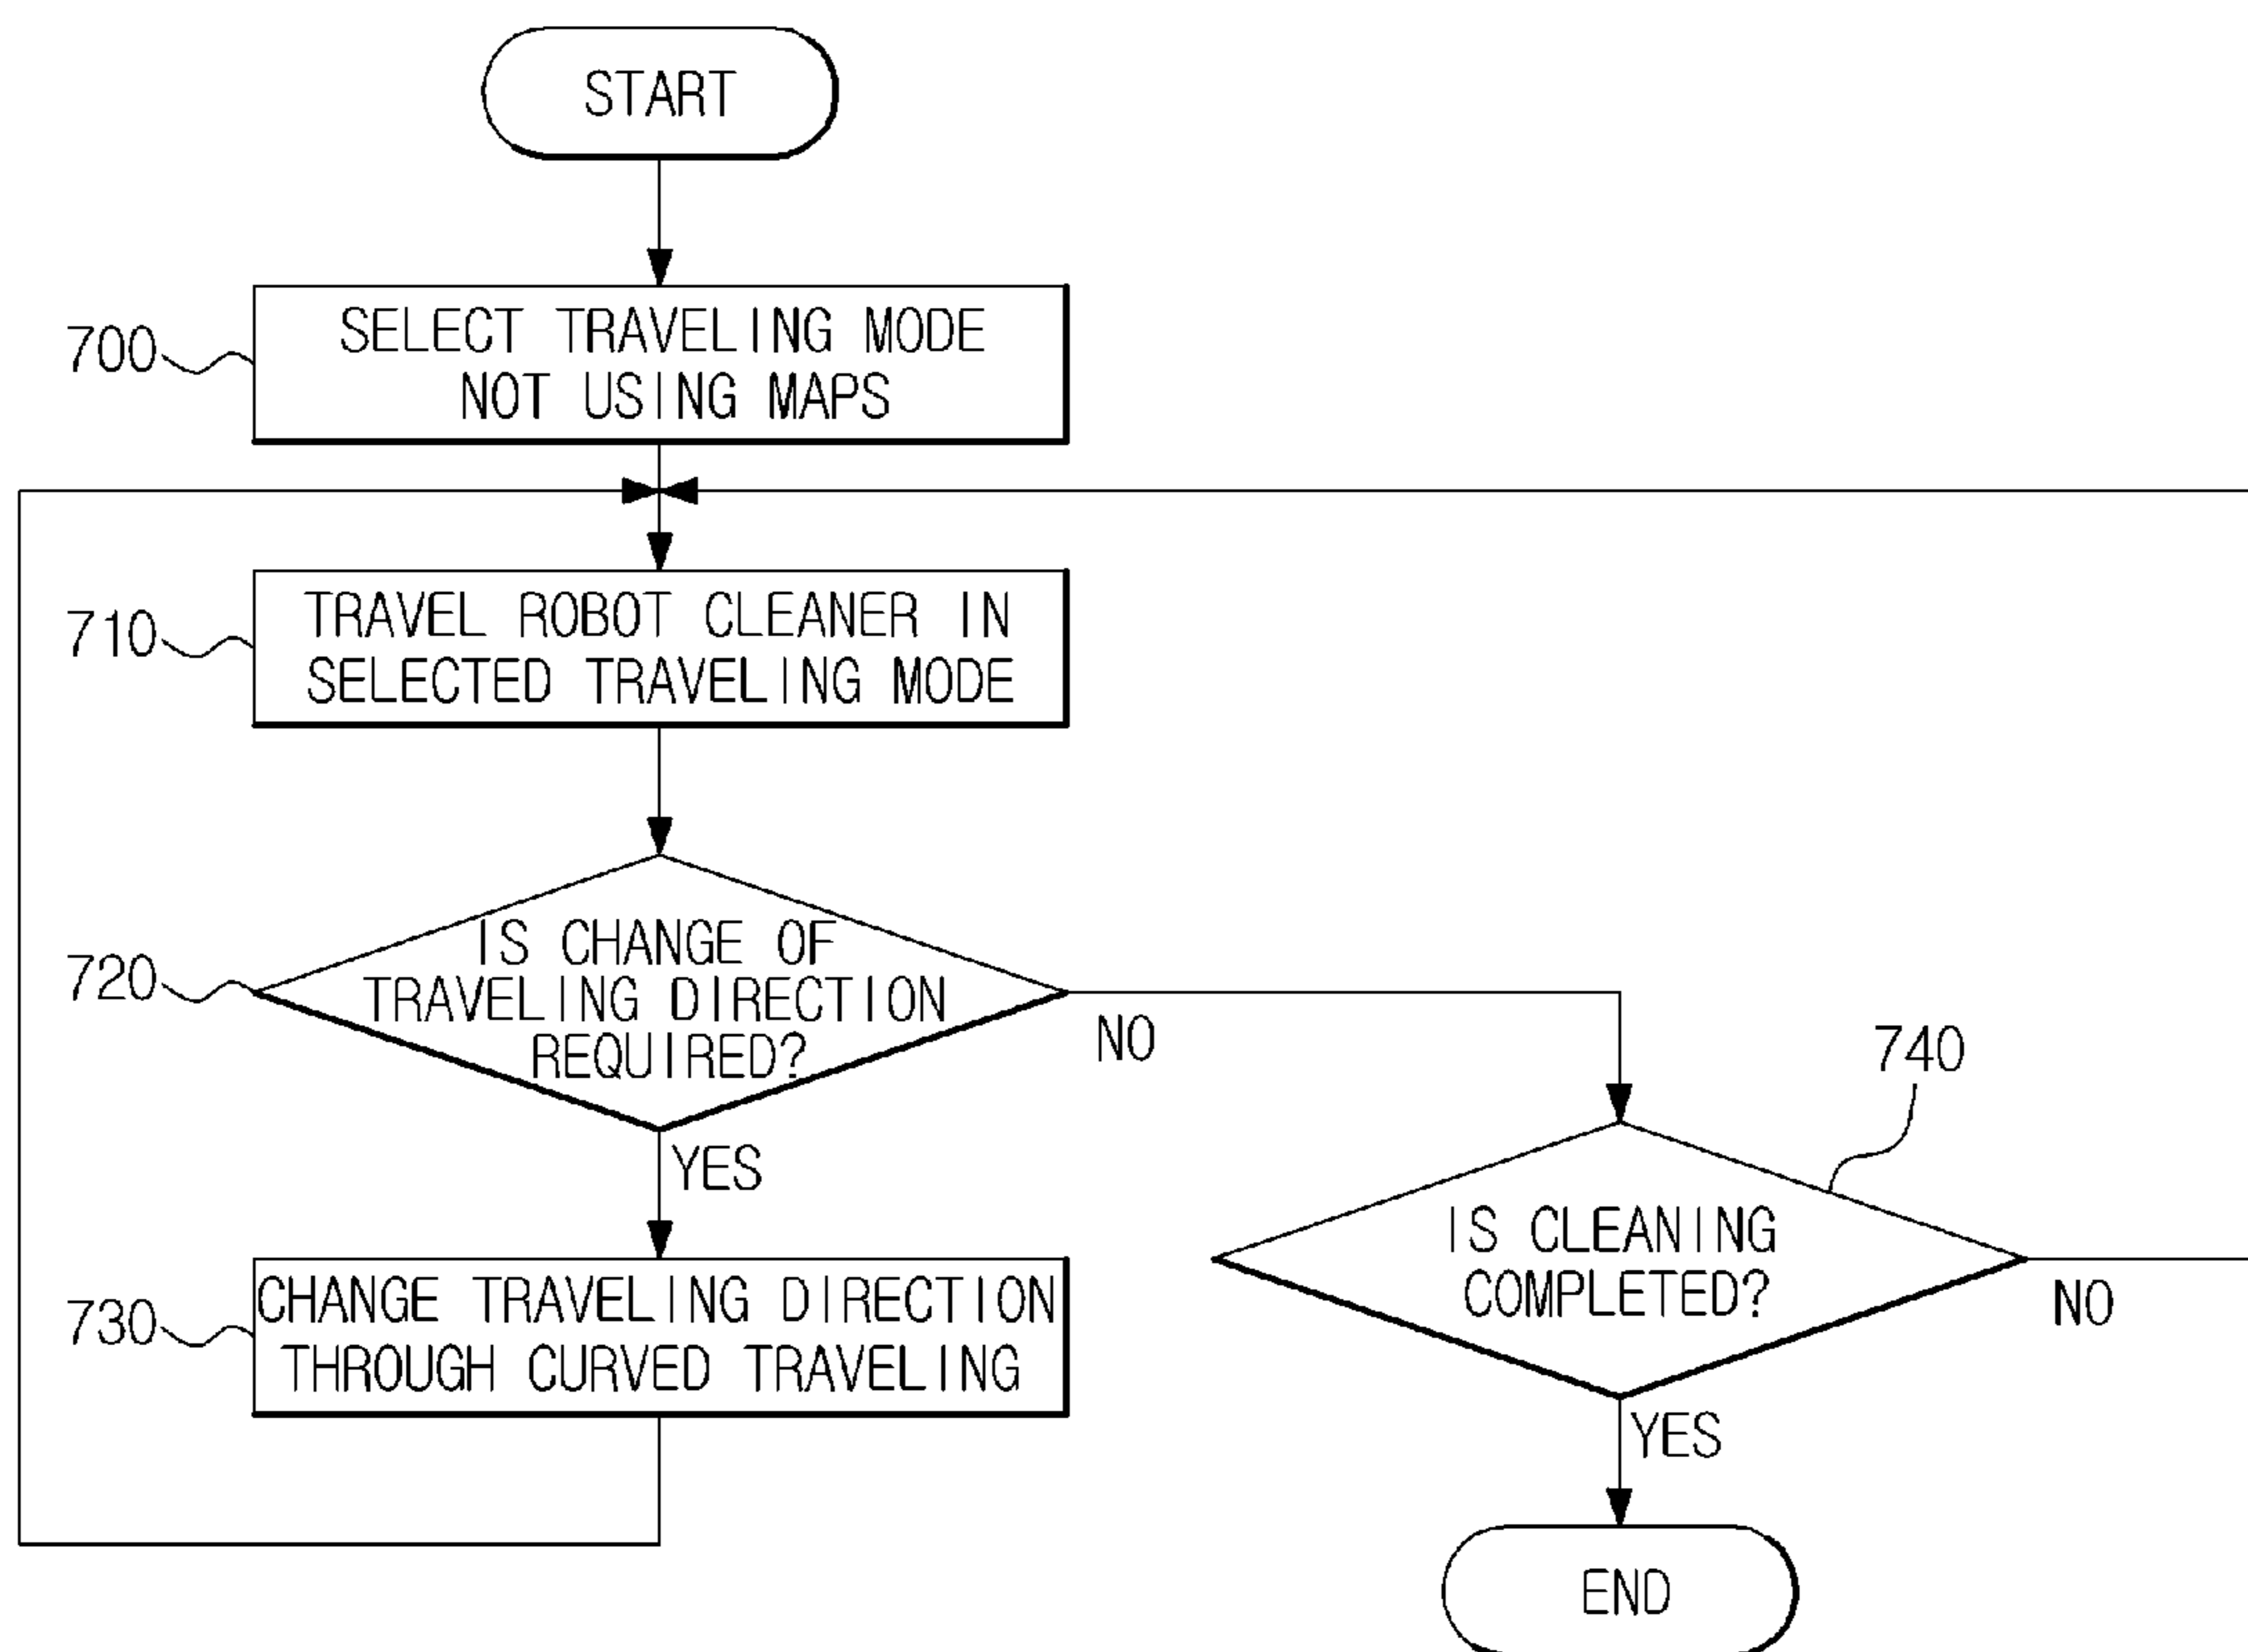 START
700
SELECT TRAVELING MODE
NOT USING MAPS
710
TRAVEL ROBOT CLEANER IN
SELECTED TRAVELING MODE
720
IS CHANGE OF
TRAVELING DIRECTION
REQUIRED?
NO
YES
730
CHANGE TRAVELING DIRECTION
THROUGH CURVED TRAVELING
740
IS CLEANING
COMPLETED?
NO
YES
END